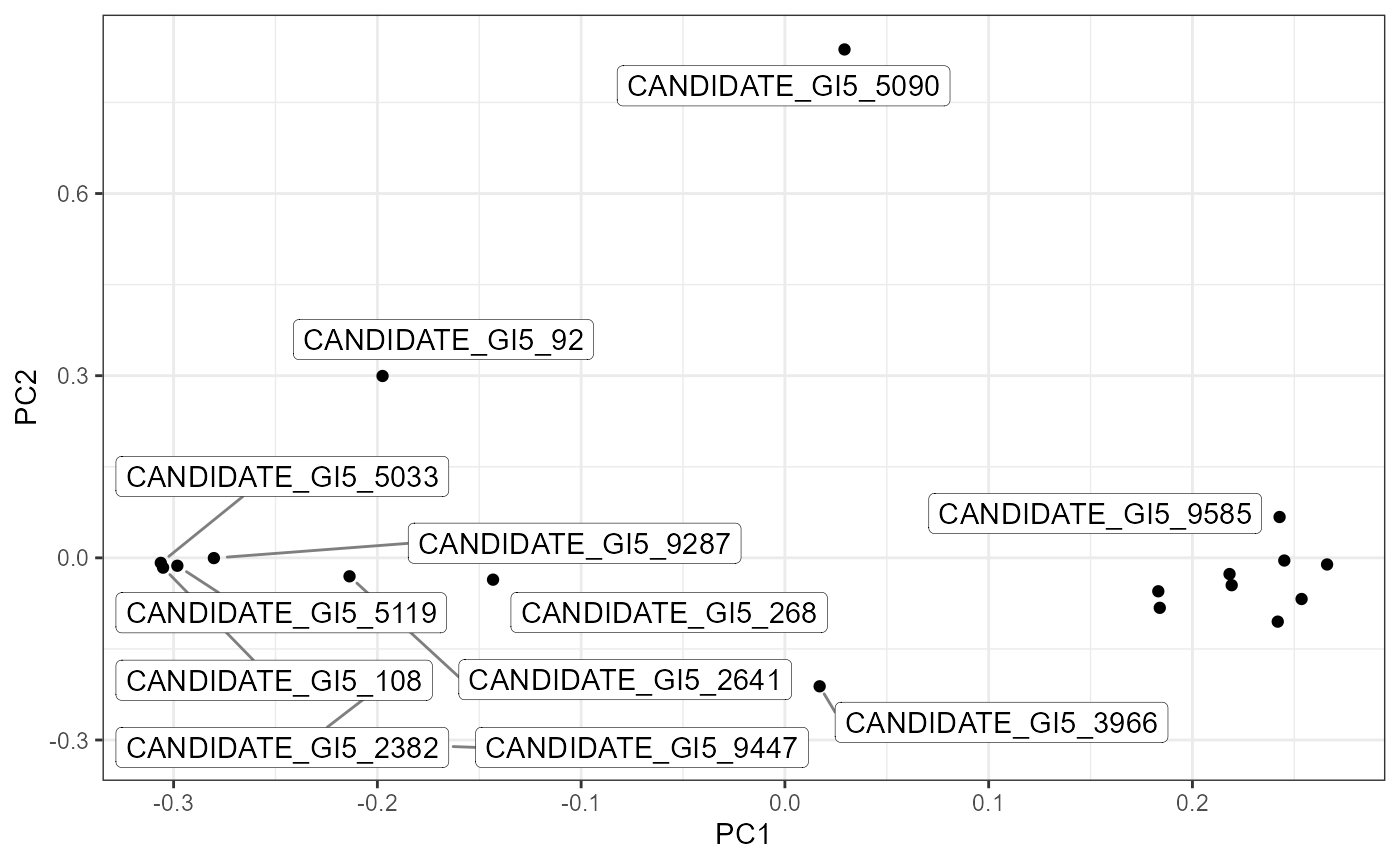 CANDIDATE_GI5_5090
0.6
CANDIDATE_GI5_92
0.3
PC2
CANDIDATE_GI5_5033
CANDIDATE_GI5_9585
CANDIDATE_GI5_9287
0.0
CANDIDATE_GI5_5119
CANDIDATE_GI5_268
CANDIDATE_GI5_108
CANDIDATE_GI5_2641
CANDIDATE_GI5_3966
-0.3
CANDIDATE_GI5_2382
CANDIDATE_GI5_9447
-0.3 -0.2 -0.1 0.0 0.1 0.2
PC1